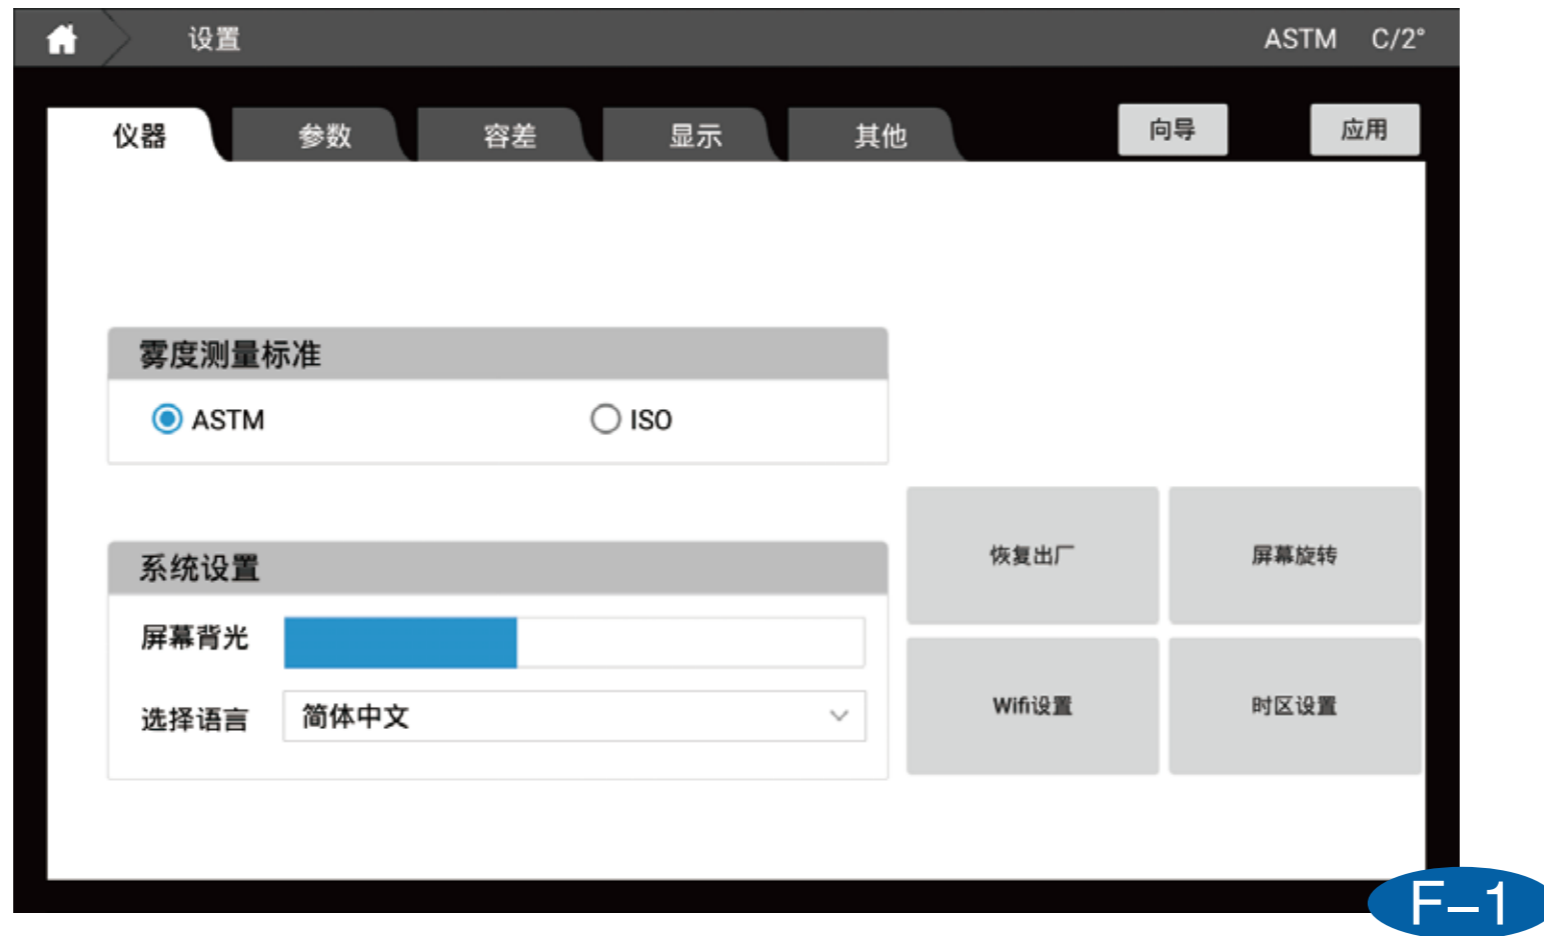 设置 ASTM C/2°
仪器 参数 容差 显示 其他 向导 应用
雾度测量标准
ASTM ISO
系统设置
屏幕背光
选择语言 简体中文
恢复出厂 屏幕旋转
Wifi设置 时区设置
F-1